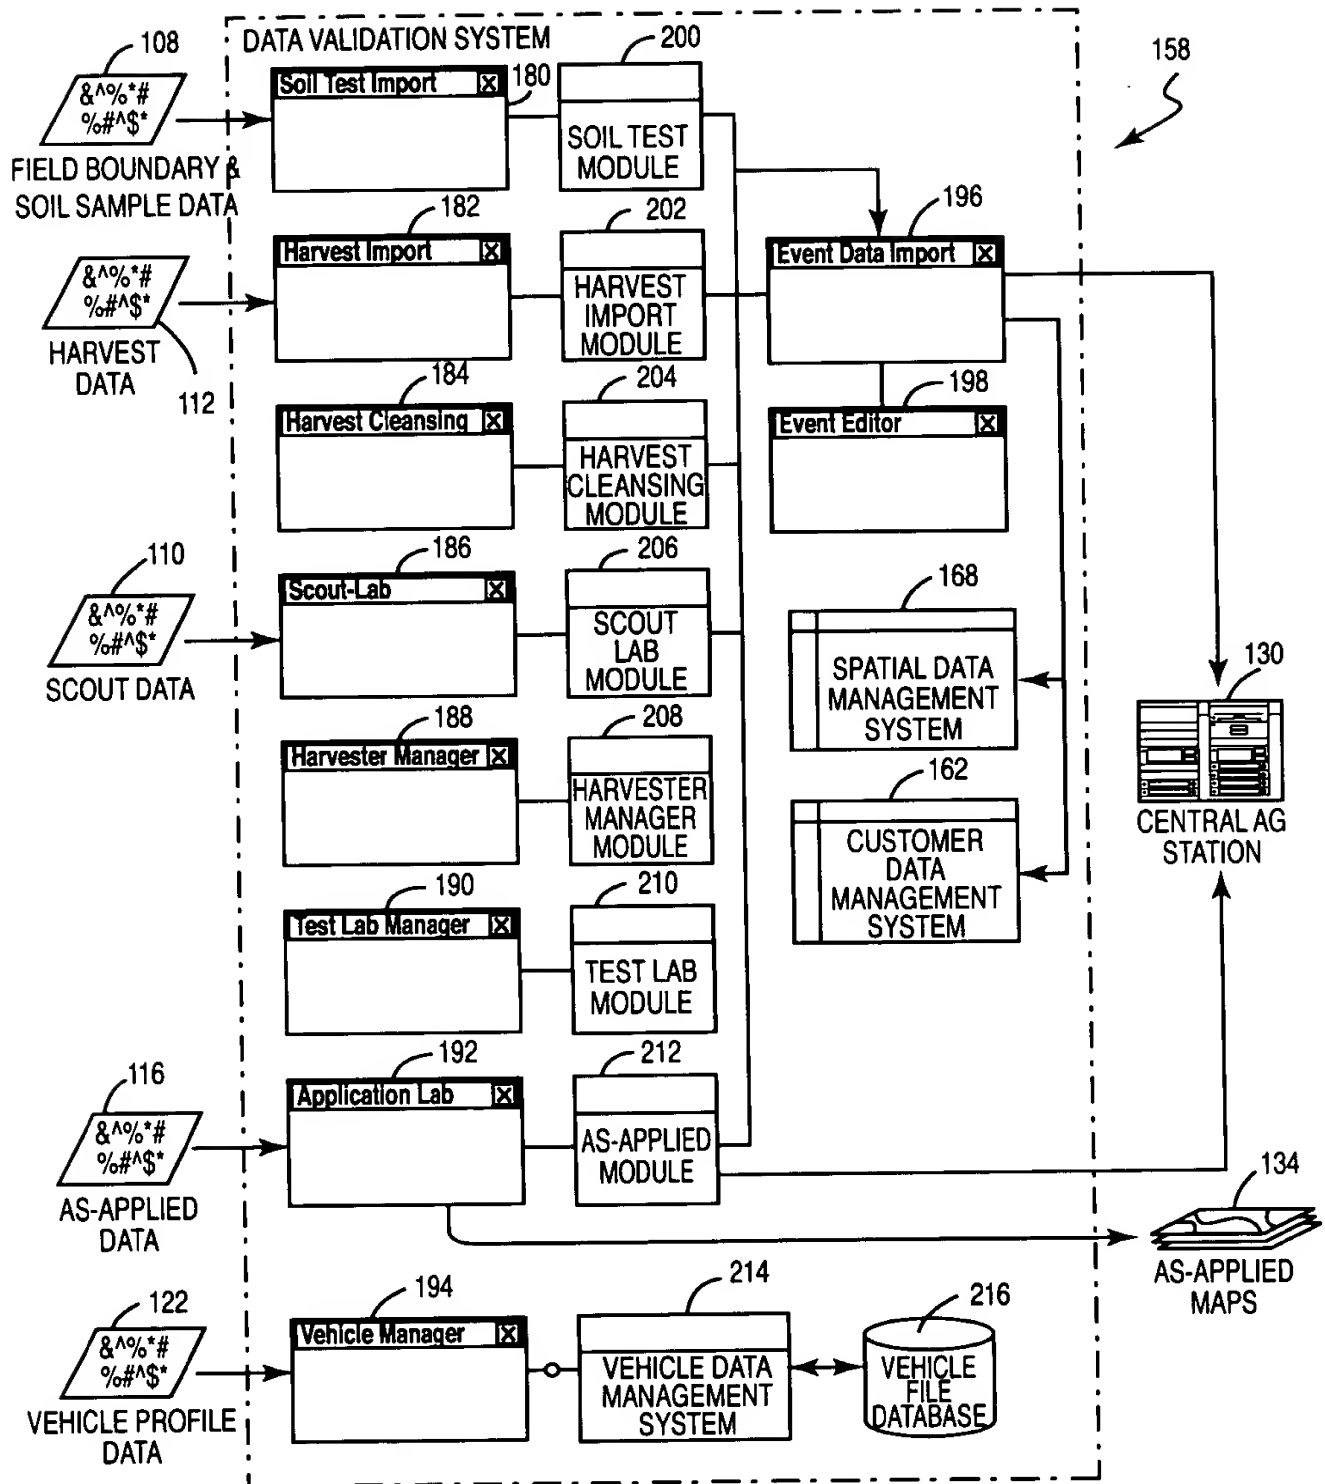 DATA VALIDATION SYSTEM
158
108
&^%*#
%#^$*
FIELD BOUNDARY &
SOIL SAMPLE DATA
Soil Test Import
180
200
SOIL TEST
MODULE
112
&^%*#
%#^$*
HARVEST
DATA
182
Harvest Import
202
HARVEST
IMPORT
MODULE
196
Event Data Import
184
Harvest Cleansing
204
HARVEST
CLEANSING
MODULE
198
Event Editor
110
&^%*#
%#^$*
SCOUT DATA
186
Scout-Lab
206
SCOUT
LAB
MODULE
168
SPATIAL DATA
MANAGEMENT
SYSTEM
130
CENTRAL AG
STATION
188
Harvester Manager
208
HARVESTER
MANAGER
MODULE
162
CUSTOMER
DATA
MANAGEMENT
SYSTEM
190
Test Lab Manager
210
TEST LAB
MODULE
116
&^%*#
%#^$*
AS-APPLIED
DATA
192
Application Lab
212
AS-APPLIED
MODULE
134
AS-APPLIED
MAPS
122
&^%*#
%#^$*
VEHICLE PROFILE
DATA
194
Vehicle Manager
214
VEHICLE DATA
MANAGEMENT
SYSTEM
216
VEHICLE
FILE
DATABASE